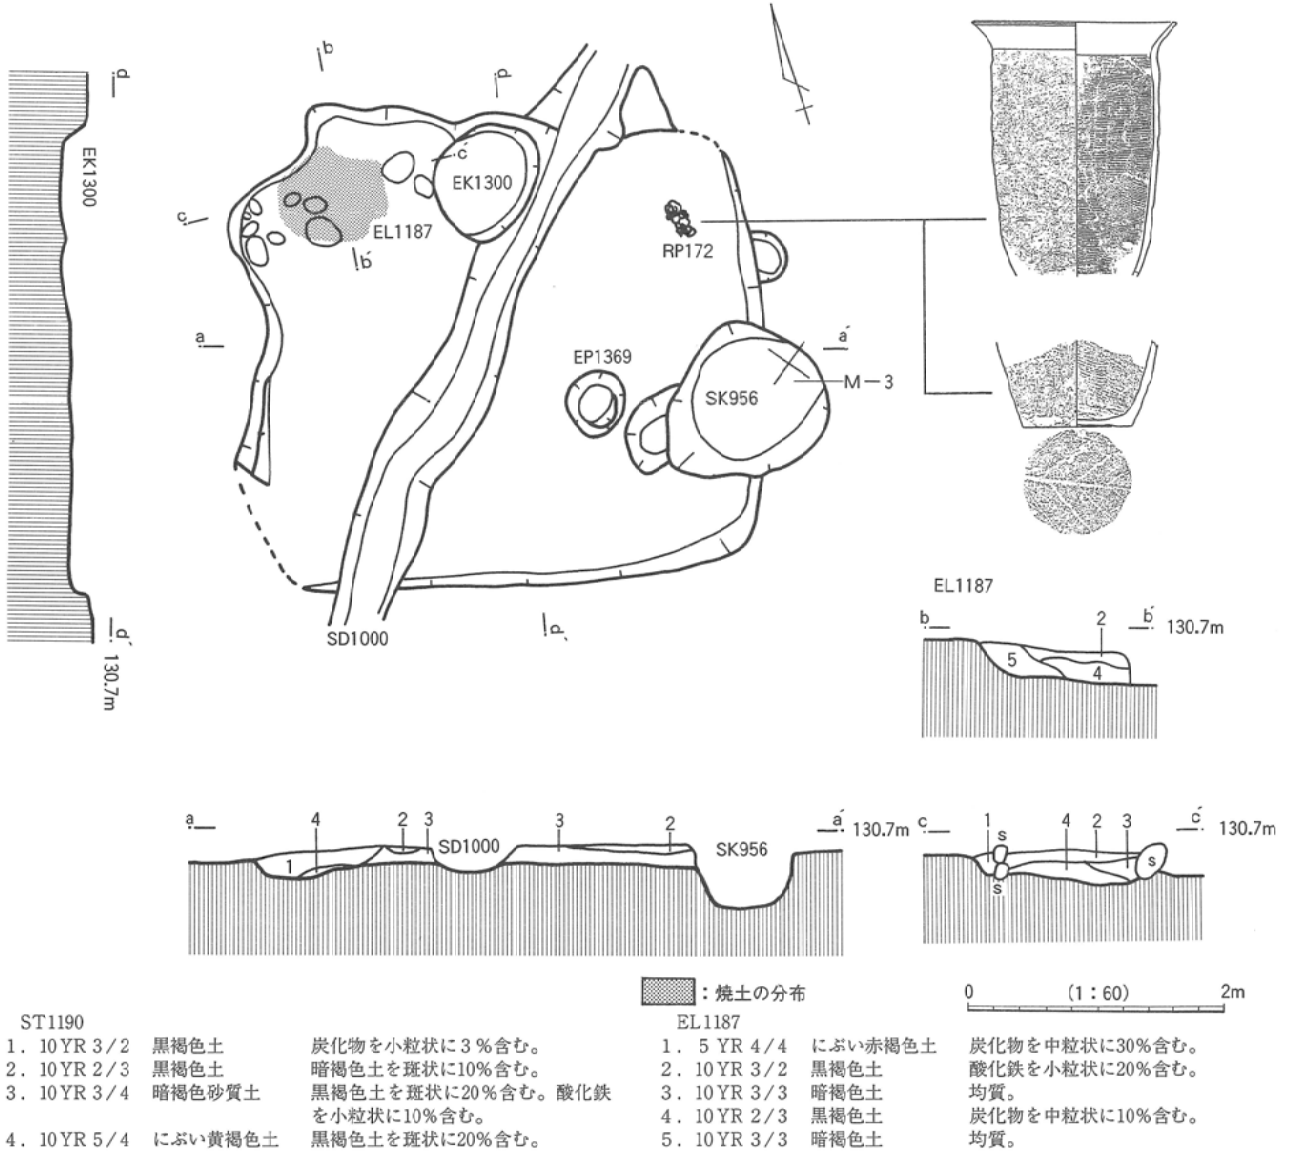 b
d
d
EK1300
c´
EK1300
c
EL1187
b´
RP172
a
a´
EP1369
M－3
SK956
d´
d´
130.7m
SD1000
EL1187
b
2
b´
130.7m
5
4
a
4
2
3
SD1000
3
2
SK956
a´
130.7m
1
c
1
s
4
2
3
c´
130.7m
s
s
：焼土の分布
0
(1：60)
2m
ST1190
1．10YR 3/2　黒褐色土　炭化物を小粒状に3％含む。
2．10YR 2/3　黒褐色土　暗褐色土を斑状に10％含む。
3．10YR 3/4　暗褐色砂質土　黒褐色土を斑状に20％含む。酸化鉄
を小粒状に10％含む。
4．10YR 5/4　にぶい黄褐色土　黒褐色土を斑状に20％含む。
EL1187
1．5 YR 4/4　にぶい赤褐色土　炭化物を中粒状に30％含む。
2．10YR 3/2　黒褐色土　酸化鉄を小粒状に20％含む。
3．10YR 3/3　暗褐色土　均質。
4．10YR 2/3　黒褐色土　炭化物を中粒状に10％含む。
5．10YR 3/3　暗褐色土　均質。